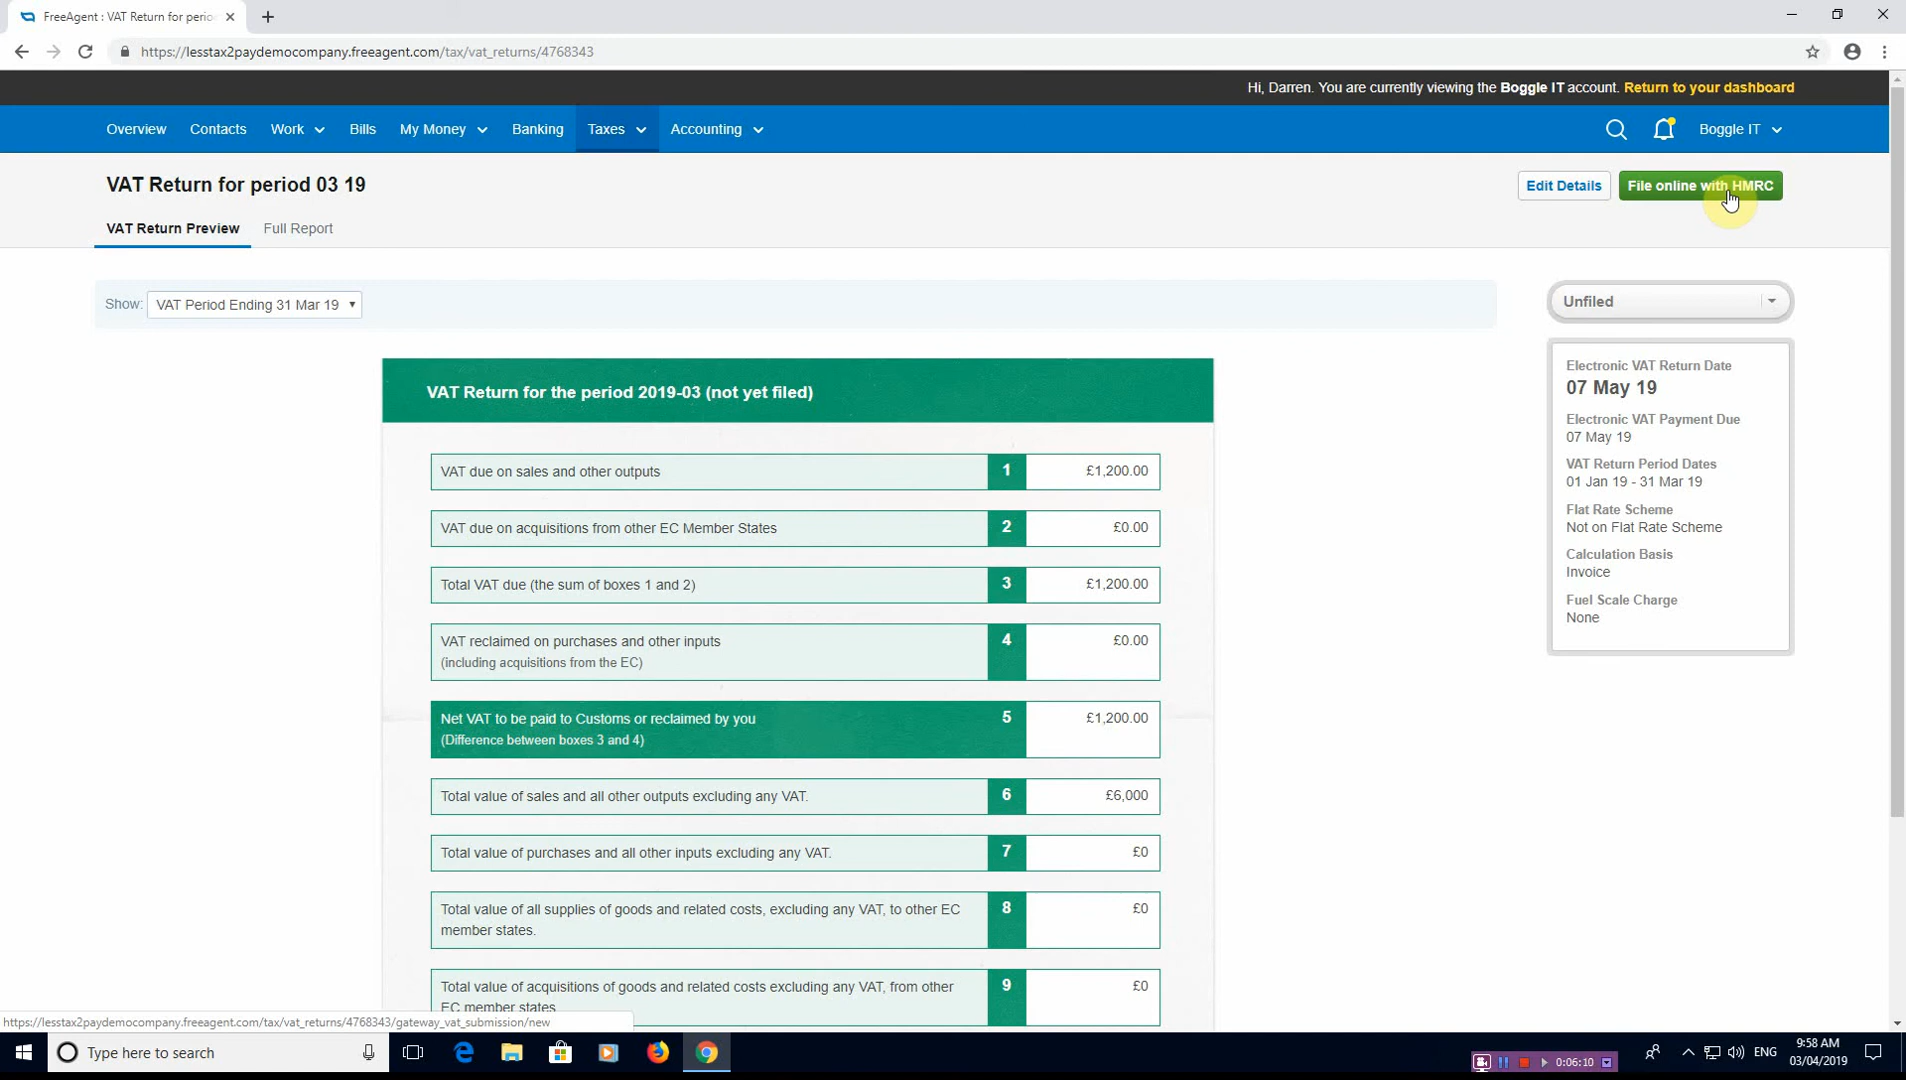 FreeAgent : VAT Return for perio
https://lesstax2paydemocompany.freeagent.com/tax/vat_returns/4768343
Hi, Darren. You are currently viewing the Boggle IT account. Return to your dashboard
Overview Contacts Work Bills My Money Banking Taxes Accounting Boggle IT
VAT Return for period 03 19
Edit Details File online with HMRC
VAT Return Preview Full Report
Show: VAT Period Ending 31 Mar 19
Unfiled
Electronic VAT Return Date
07 May 19
Electronic VAT Payment Due
07 May 19
VAT Return Period Dates
01 Jan 19 - 31 Mar 19
Flat Rate Scheme
Not on Flat Rate Scheme
Calculation Basis
Invoice
Fuel Scale Charge
None
VAT Return for the period 2019-03 (not yet filed)
VAT due on sales and other outputs 1 £1,200.00
VAT due on acquisitions from other EC Member States 2 £0.00
Total VAT due (the sum of boxes 1 and 2) 3 £1,200.00
VAT reclaimed on purchases and other inputs 4 £0.00
(including acquisitions from the EC)
Net VAT to be paid to Customs or reclaimed by you 5 £1,200.00
(Difference between boxes 3 and 4)
Total value of sales and all other outputs excluding any VAT. 6 £6,000
Total value of purchases and all other inputs excluding any VAT. 7 £0
Total value of all supplies of goods and related costs, excluding any VAT, to other EC 8 £0
member states.
Total value of acquisitions of goods and related costs excluding any VAT, from other 9 £0
EC member states
https://lesstax2paydemocompany.freeagent.com/tax/vat_returns/4768343/gateway_vat_submission/new
Type here to search
0:06:10
ENG
9:58 AM
03/04/2019